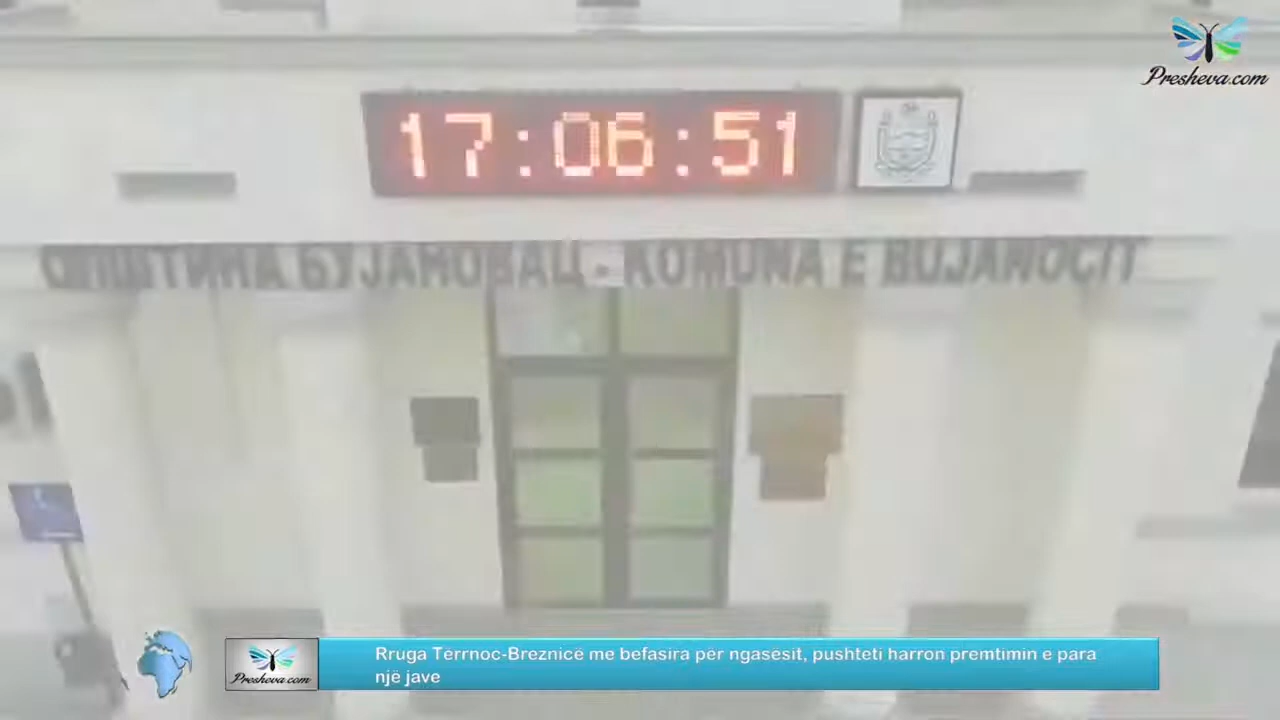 Presheva.com
17:06:51
ОПШТИНА БУЈАНОВАЦ - KOMUNA E BUJANOCIT
Rruga Tërrnoc-Breznicë me befasira për ngasësit, pushteti harron premtimin e para
një jave
Presheva.com